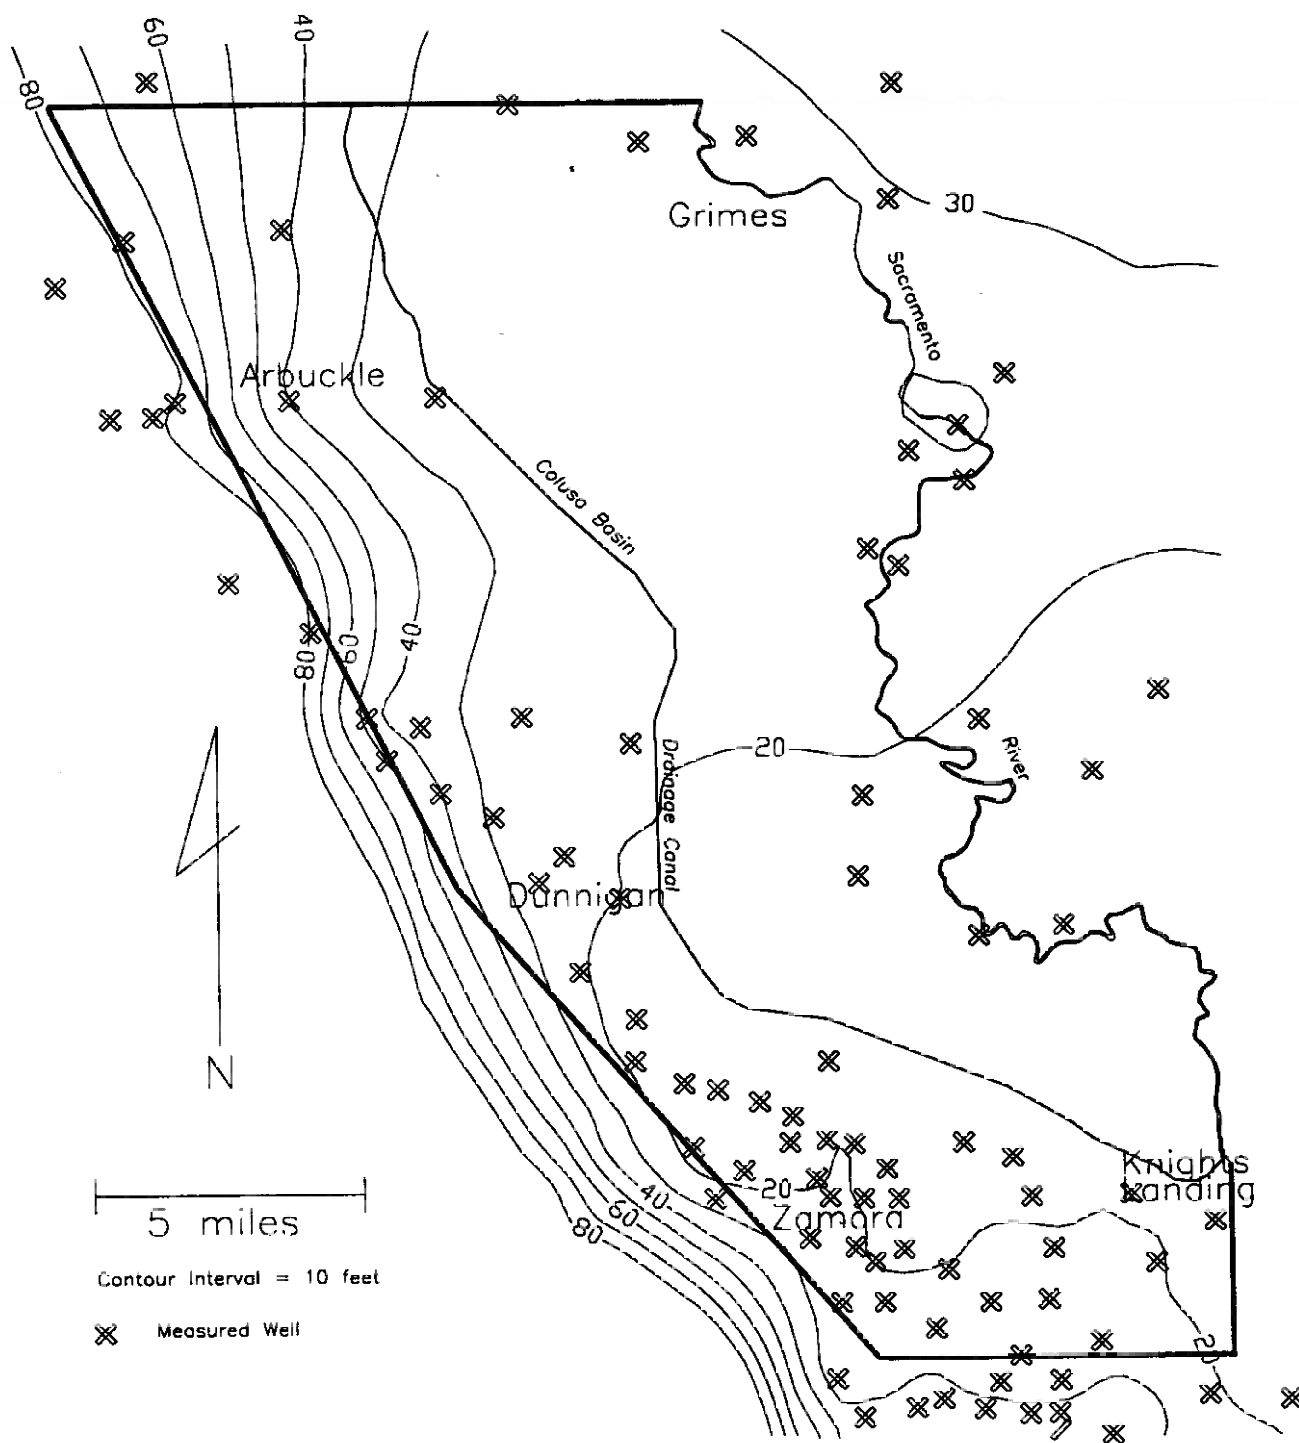 80
60
40
Grimes
30
Sacramento
Arbuckle
Colusa Basin
80
60
40
20
River
Drainage Canal
Dunnigan
N
Knights
Landing
20
40
60
80
Zamora
5 miles
Contour Interval = 10 feet
Measured Well
20